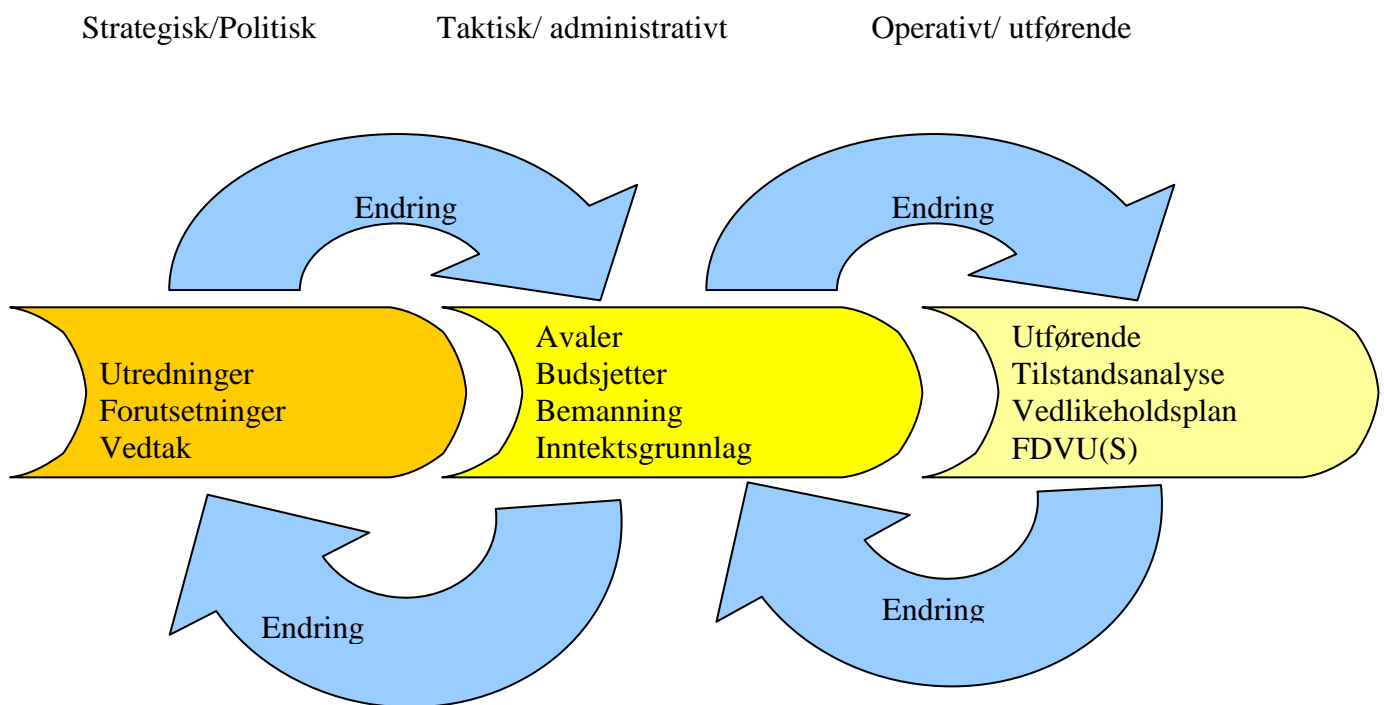 Strategisk/Politisk
Taktisk/ administrativt
Operativt/ utførende
Endring
Endring
Utredninger
Forutsetninger
Vedtak
Avaler
Budsjetter
Bemanning
Inntektsgrunnlag
Utførende
Tilstandsanalyse
Vedlikeholdsplan
FDVU(S)
Endring
Endring